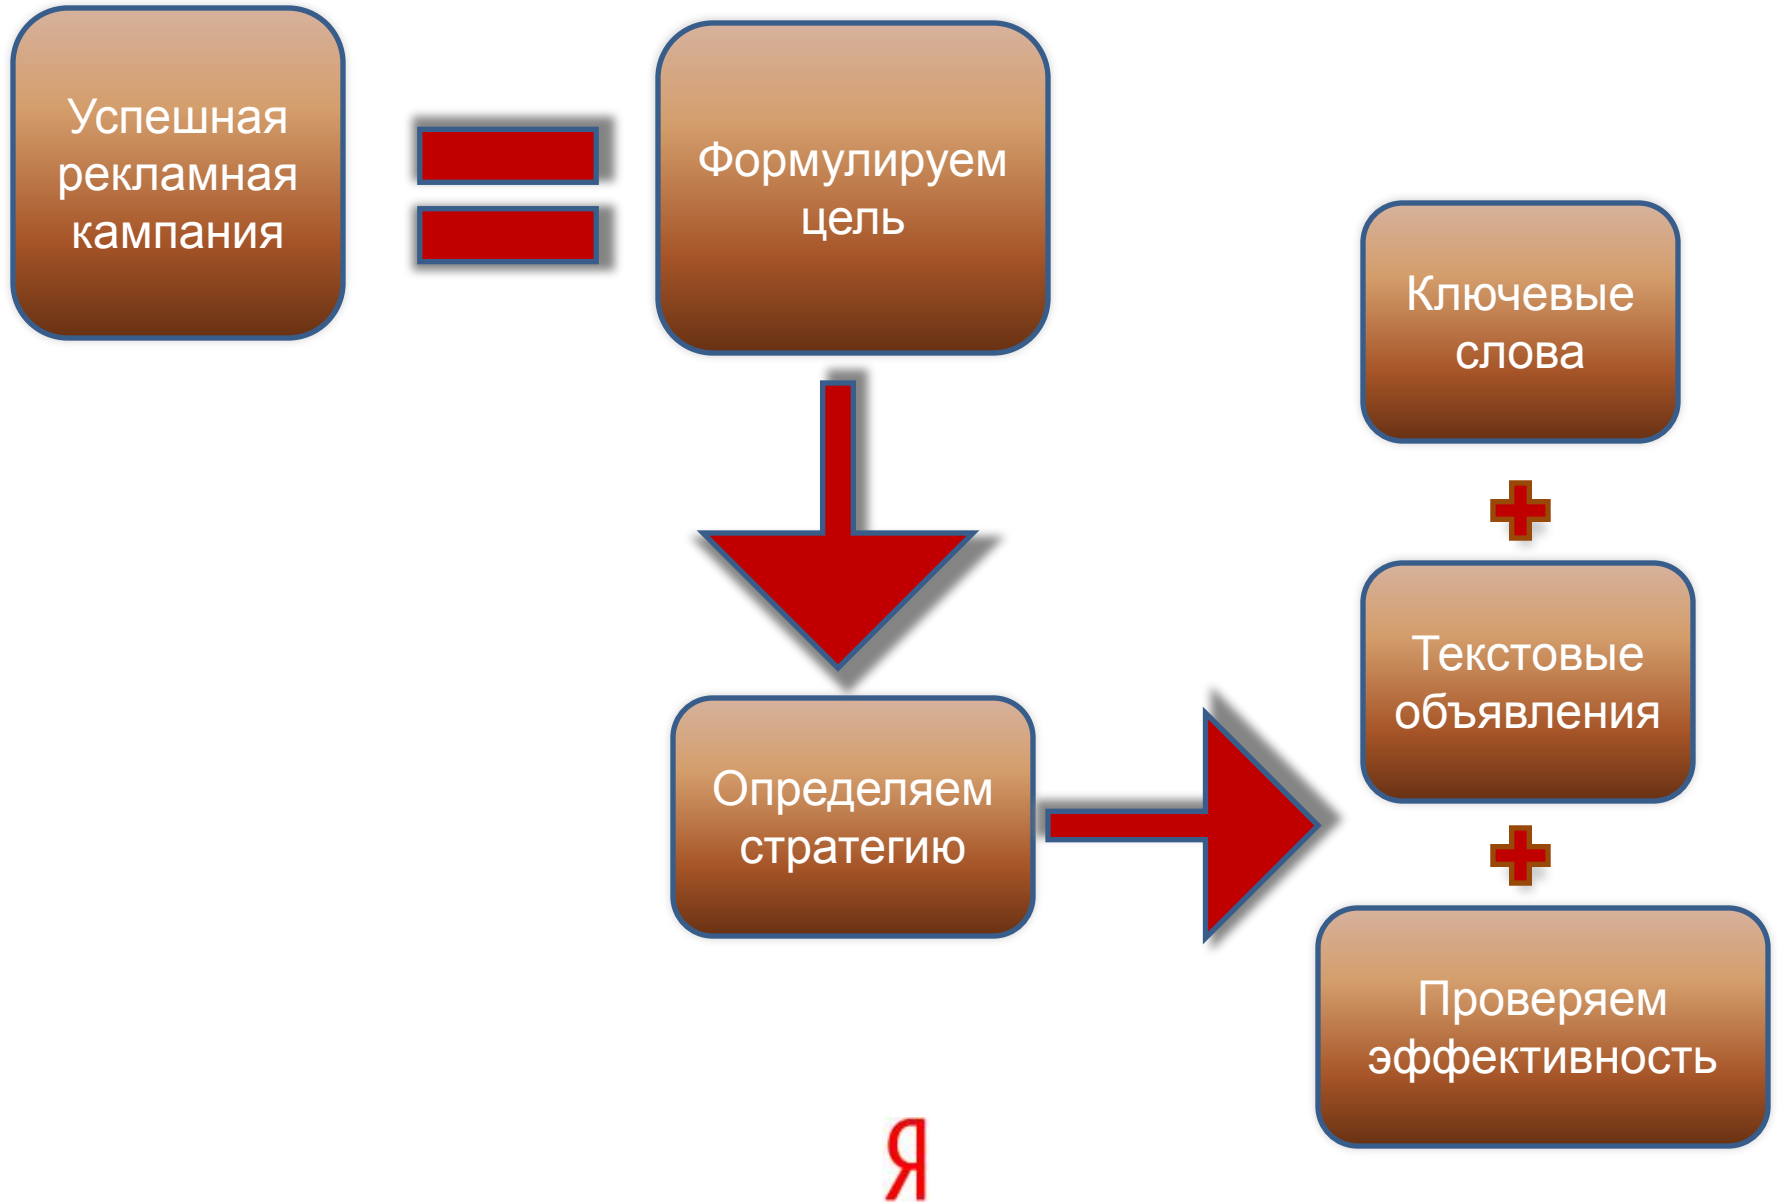 Успешная
рекламная
кампания
Формулируем
цель
Ключевые
слова
Текстовые
объявления
Определяем
стратегию
Проверяем
эффективность
Я